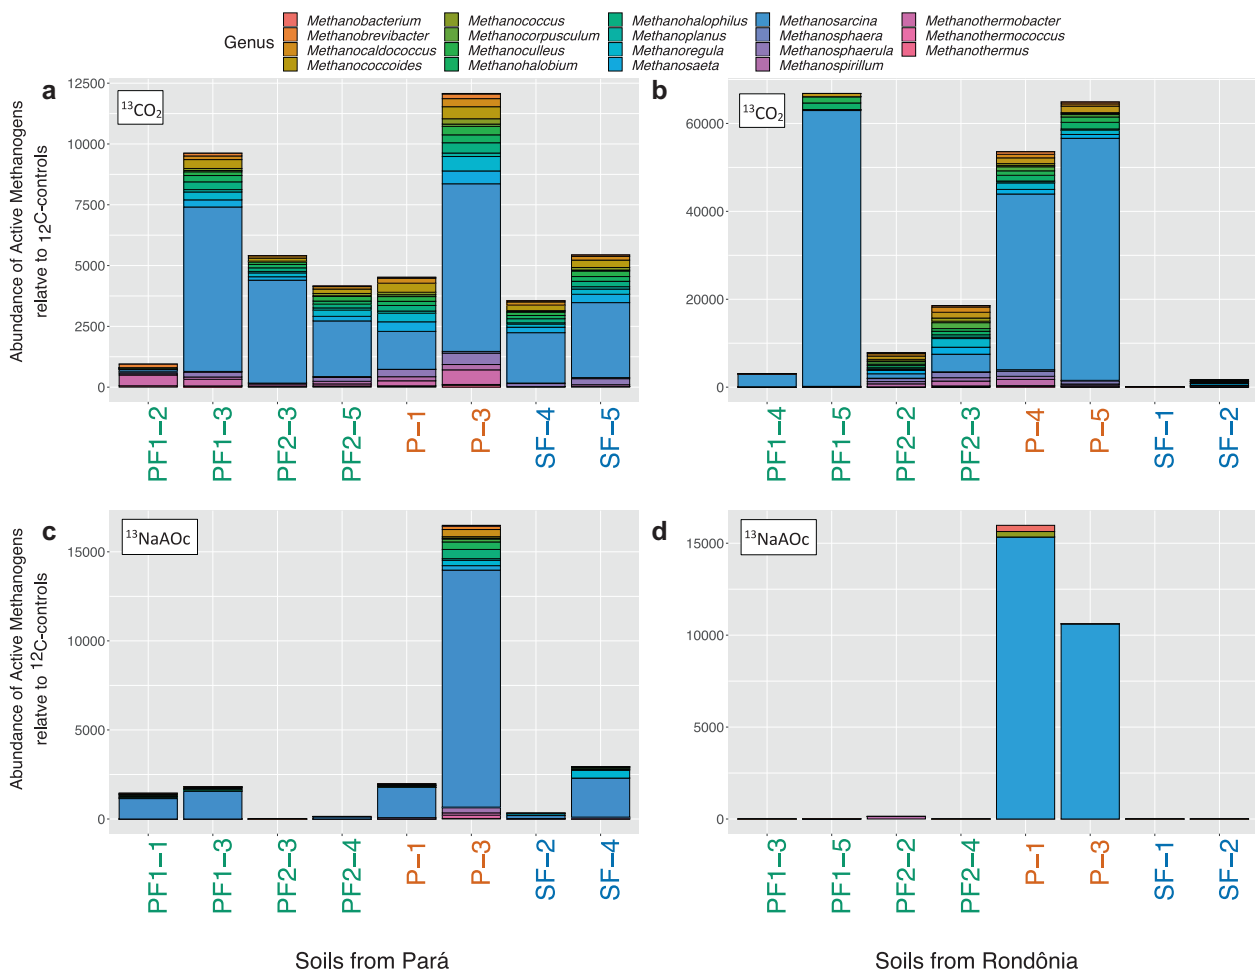 Genus
Methanobacterium
Methanobrevibacter
Methanocaldococcus
Methanococcoides
Methanococcus
Methanocorpusculum
Methanoculleus
Methanohalobium
Methanohalophilus
Methanoplanus
Methanoregula
Methanosaeta
Methanosarcina
Methanosphaera
Methanosphaerula
Methanospirillum
Methanothermobacter
Methanothermococcus
Methanothermus
a
¹³CO₂
Abundance of Active Methanogens
relatve to 12C-controls
12500
10000
7500
5000
2500
0
PF1−2
PF1−3
PF2−3
PF2−5
P−1
P−3
SF−4
SF−5
b
¹³CO₂
60000
40000
20000
0
PF1−4
PF1−5
PF2−2
PF2−3
P−4
P−5
SF−1
SF−2
c
¹³NaAOc
Abundance of Active Methanogens
relatve to ¹²C-controls
15000
10000
5000
0
PF1−1
PF1−3
PF2−3
PF2−4
P−1
P−3
SF−2
SF−4
Soils from Pará
d
¹³NaAOc
15000
10000
5000
0
PF1−3
PF1−5
PF2−2
PF2−4
P−1
P−3
SF−1
SF−2
Soils from Rondônia